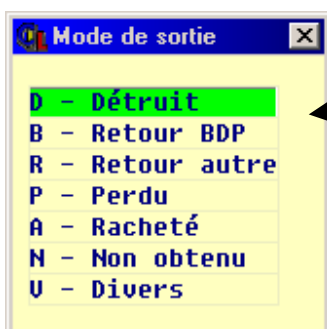 Mode de sortie
D - Détruit
B - Retour BDP
R - Retour autre
P - Perdu
A - Racheté
N - Non obtenu
V - Divers